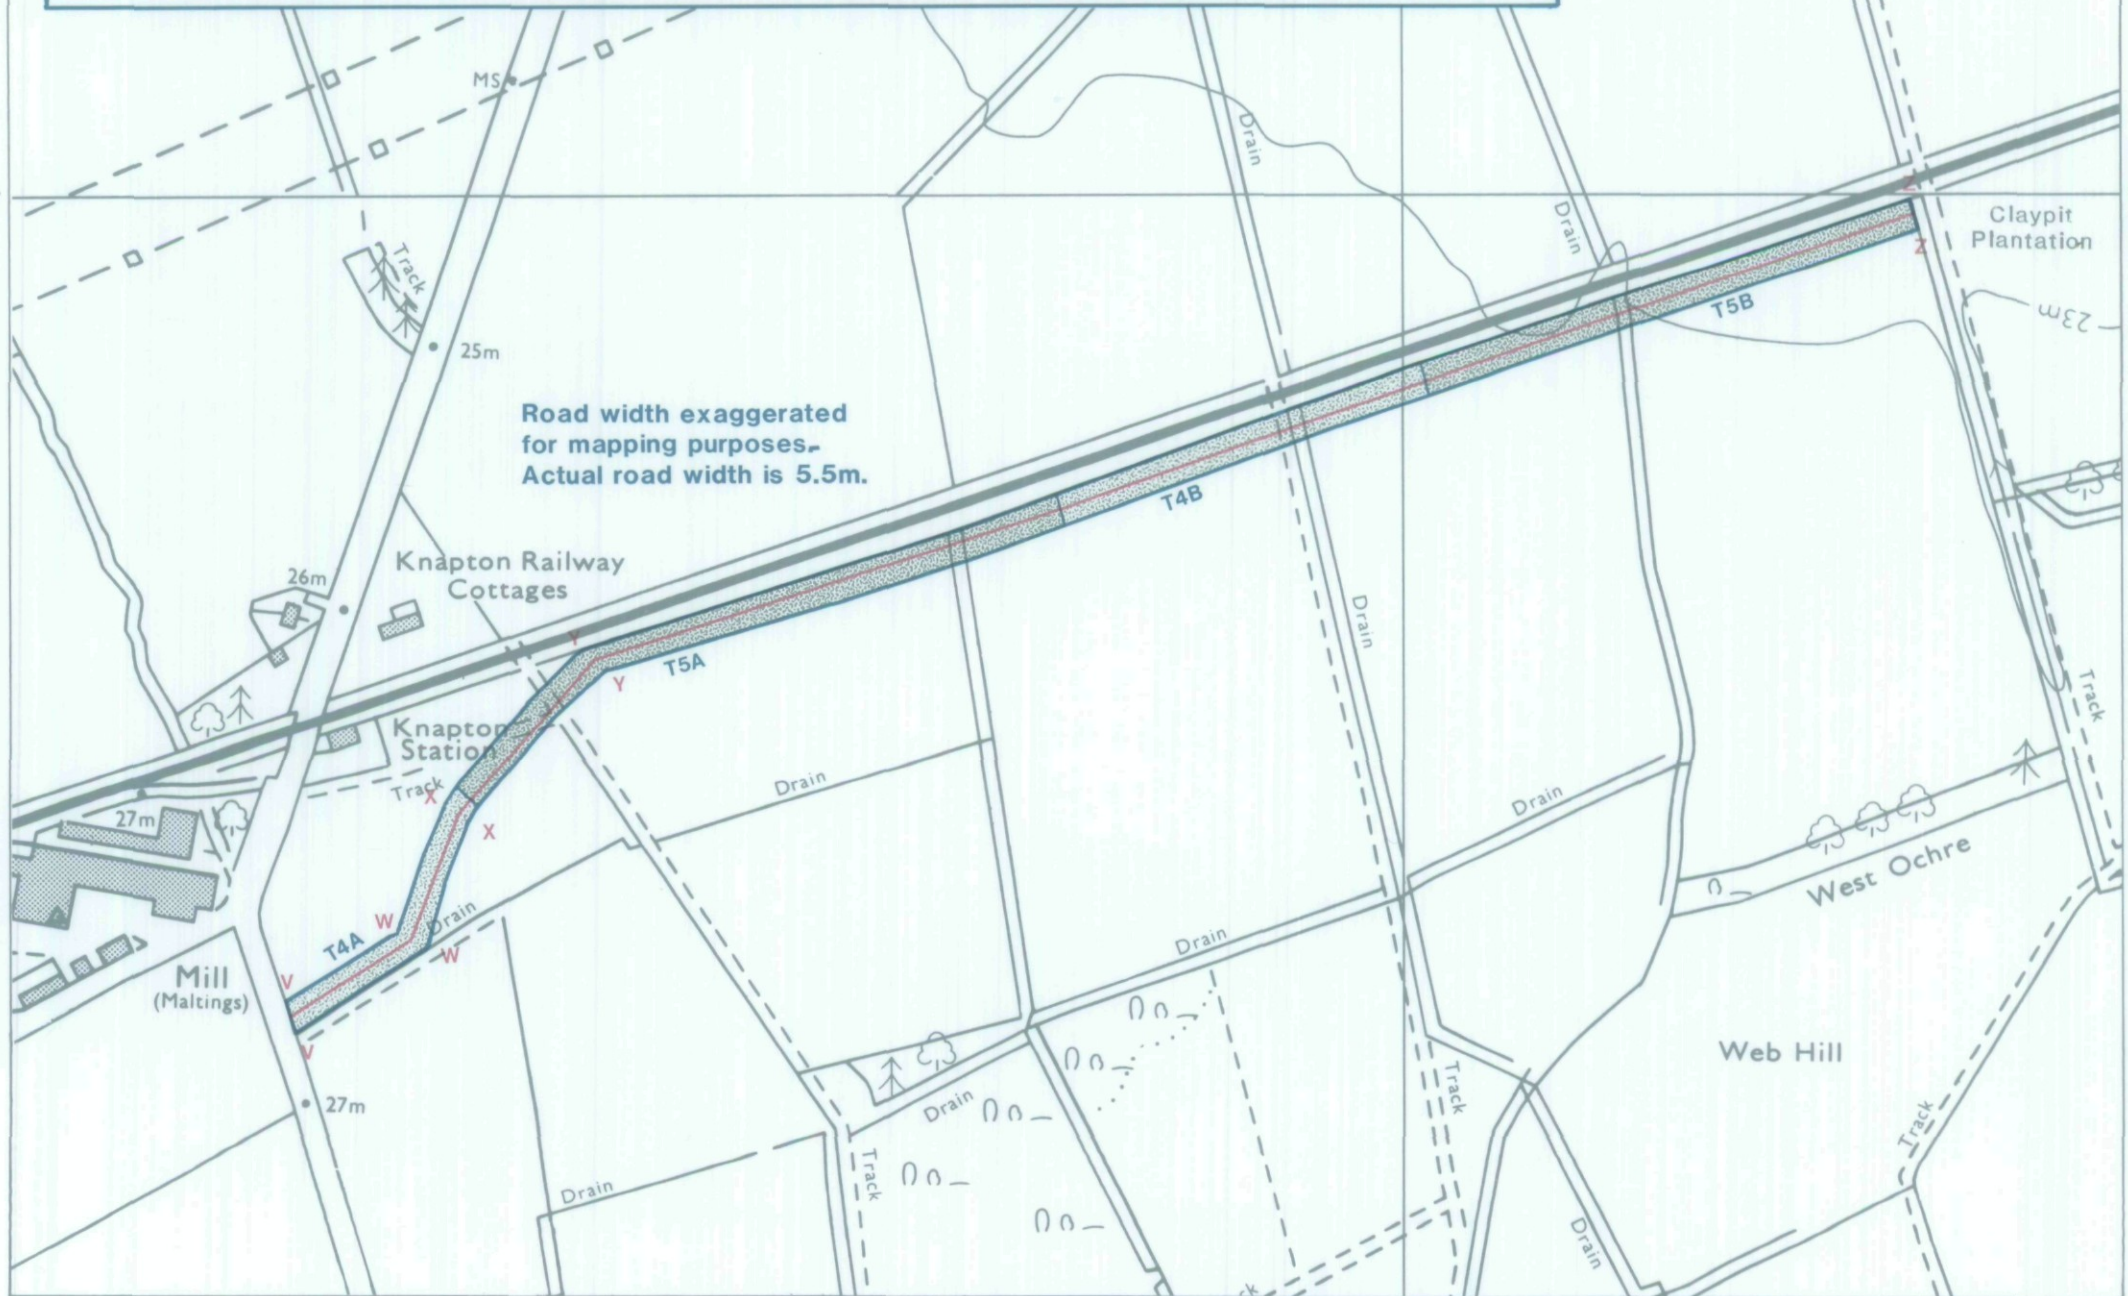 MS
Drain
Z
Claypit
Plantation
Drain
Z
Track
T5B
23m
25m
Road width exaggerated
for mapping purposes.
Actual road width is 5.5m.
T4B
Knapton Railway
Cottages
26m
Drain
Y
T5A
Y
Track
Knapton
Station
Track
X
Drain
Drain
27m
X
West Ochre
W
Drain
T4A
W
Drain
V
Mill
(Maltings)
V
Web Hill
Track
27m
Drain
Track
Track
Drain
Drain